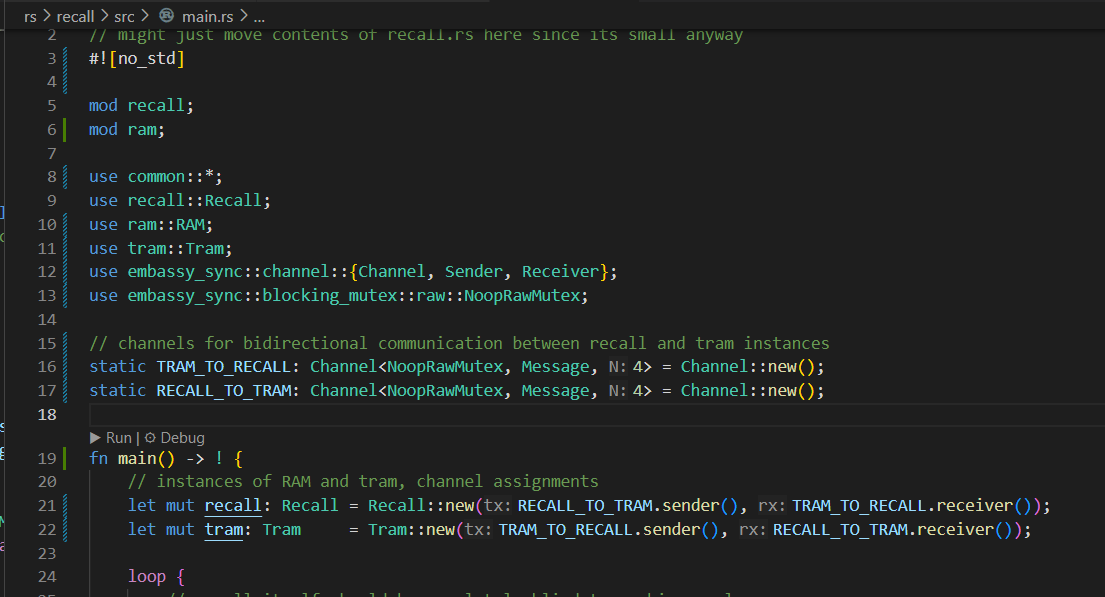 rs > recall > src > main.rs > ...
2 // might just move contents of recall.rs here since its small anyway
3 #![no_std]
4
5 mod recall;
6 mod ram;
7
8 use common::*;
9 use recall::Recall;
10 use ram::RAM;
11 use tram::Tram;
12 use embassy_sync::channel::{Channel, Sender, Receiver};
13 use embassy_sync::blocking_mutex::raw::NoopRawMutex;
14
15 // channels for bidirectional communication between recall and tram instances
16 static TRAM_TO_RECALL: Channel<NoopRawMutex, Message, N: 4> = Channel::new();
17 static RECALL_TO_TRAM: Channel<NoopRawMutex, Message, N: 4> = Channel::new();
18
Run | Debug
19 fn main() -> ! {
20 // instances of RAM and tram, channel assignments
21 let mut recall: Recall = Recall::new(tx: RECALL_TO_TRAM.sender(), rx: TRAM_TO_RECALL.receiver());
22 let mut tram: Tram = Tram::new(tx: TRAM_TO_RECALL.sender(), rx: RECALL_TO_TRAM.receiver());
23
24 loop {